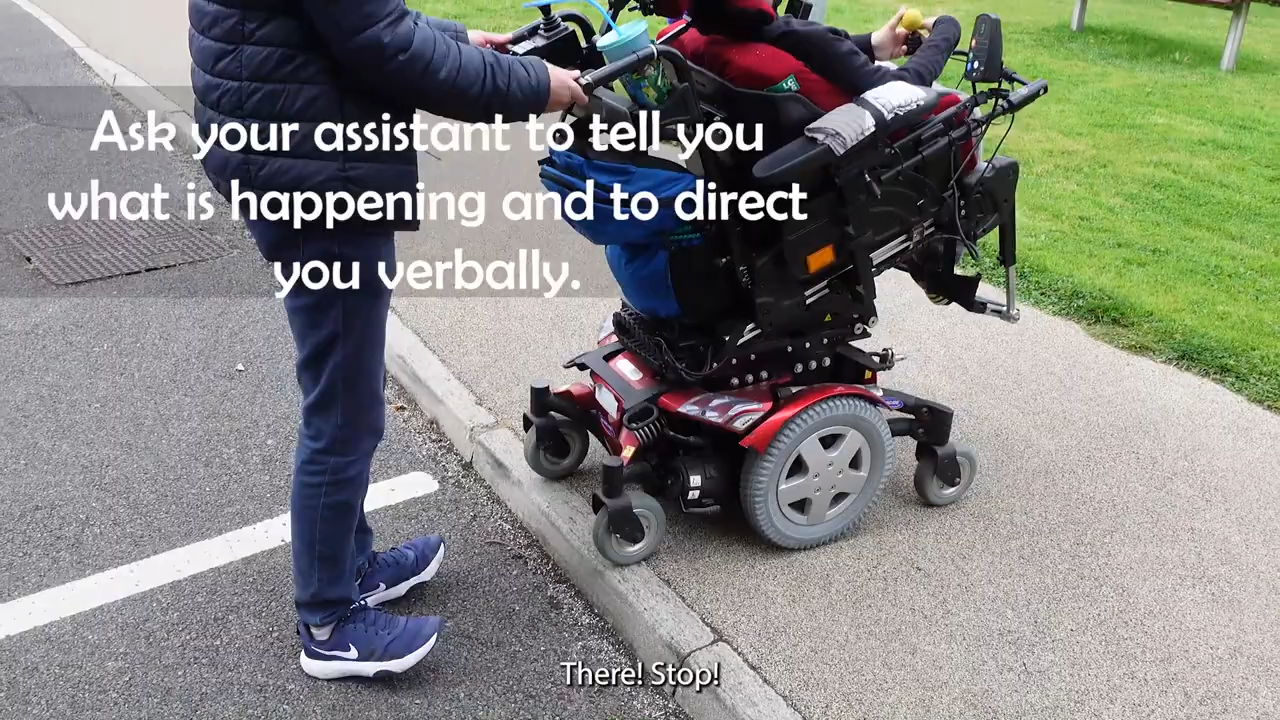 Ask your assistant to tell you
what is happening and to direct
you verbally.
There! Stop!